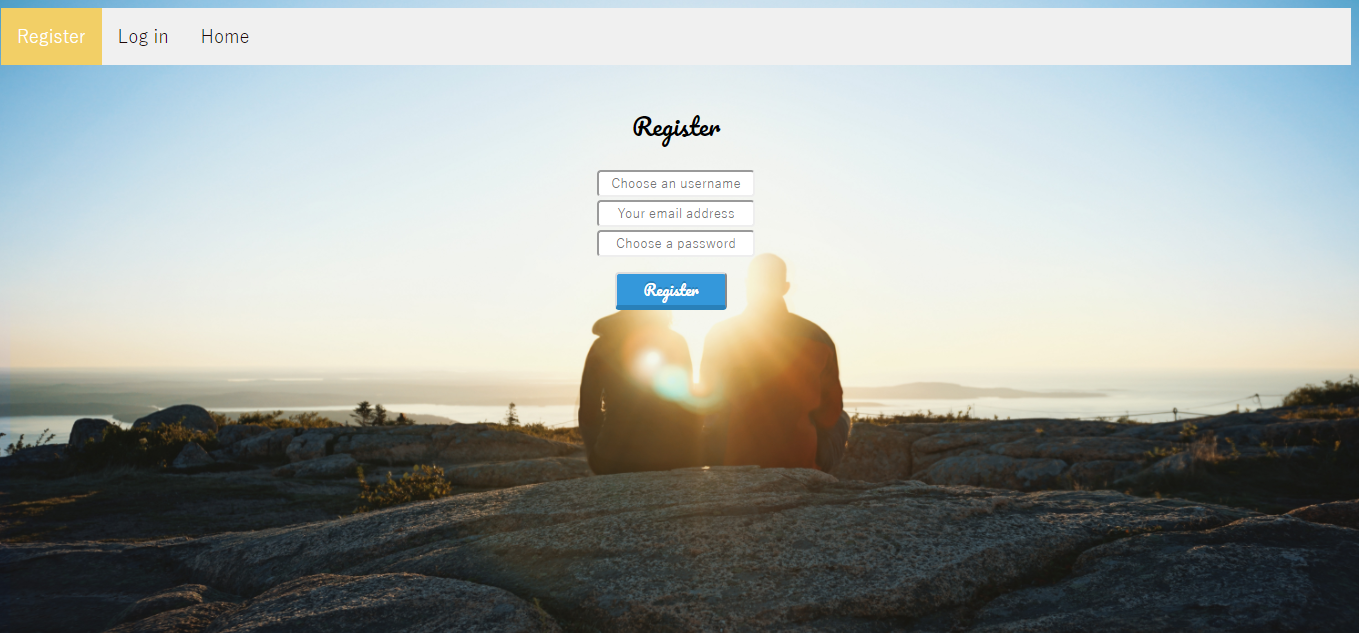 Register Log in Home
Register
Choose an username
Your email address
Choose a password
Register